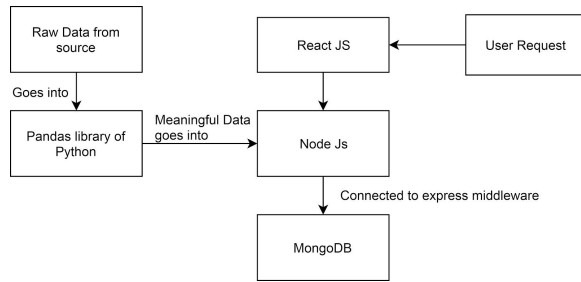 Raw Data from
source
React JS
User Request
Goes into
Pandas library of
Python
Meaningful Data
goes into
Node Js
Connected to express middleware
MongoDB